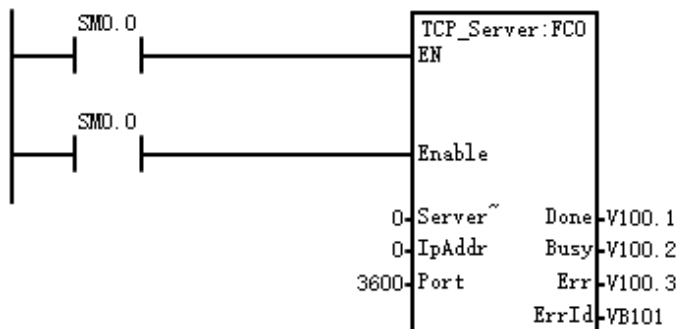 SM0.0
TCP_Server:FC0
EN
SM0.0
Enable
0 Server~ Done V100.1
0 IpAddr Busy V100.2
3600 Port Err V100.3
ErrId VB101